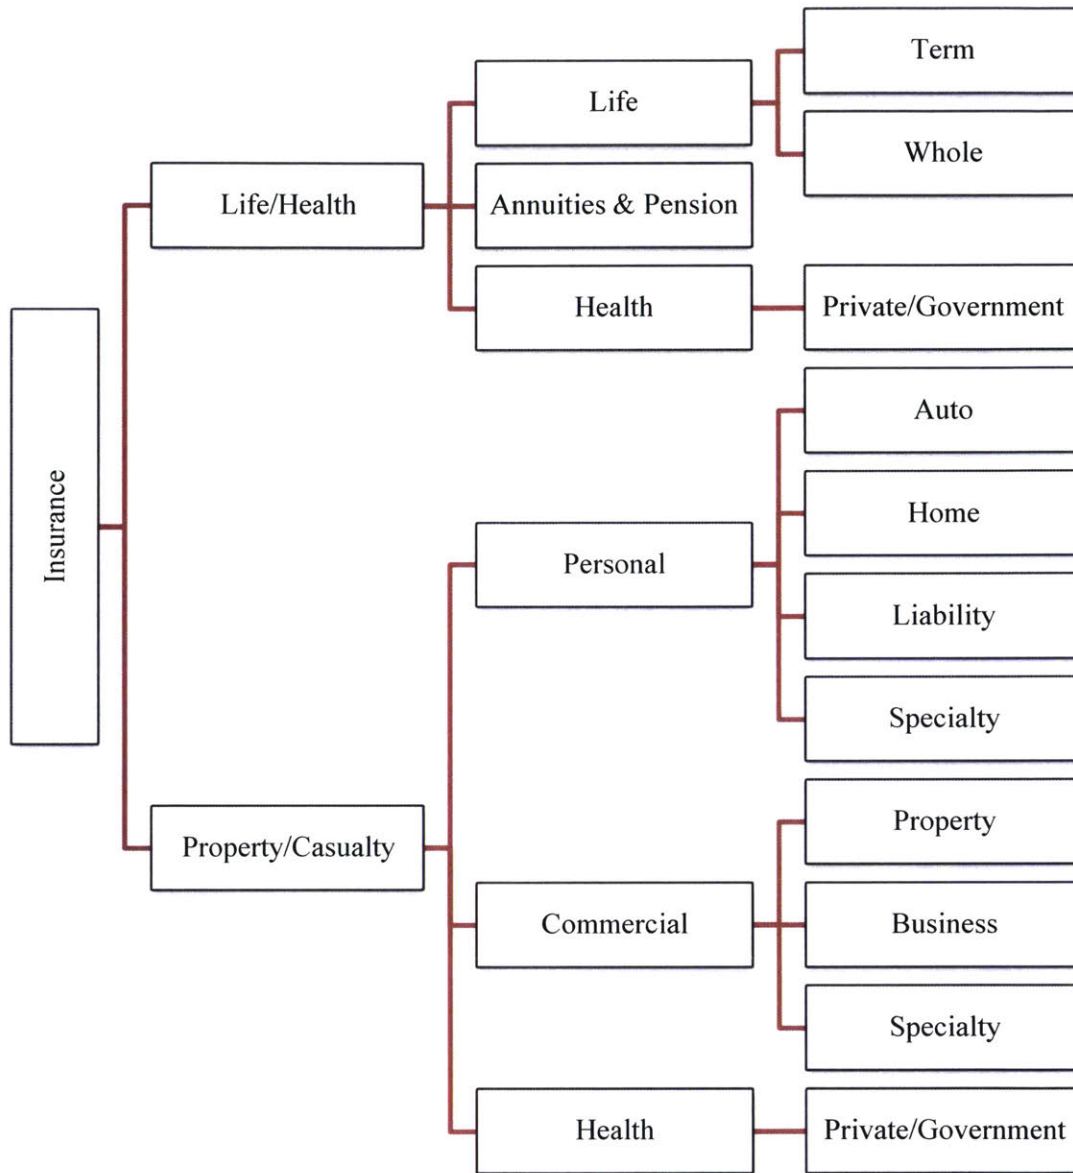 Insurance
Life/Health
Life
Term
Whole
Annuities & Pension
Health
Private/Government
Property/Casualty
Personal
Auto
Home
Liability
Specialty
Commercial
Property
Business
Specialty
Health
Private/Government